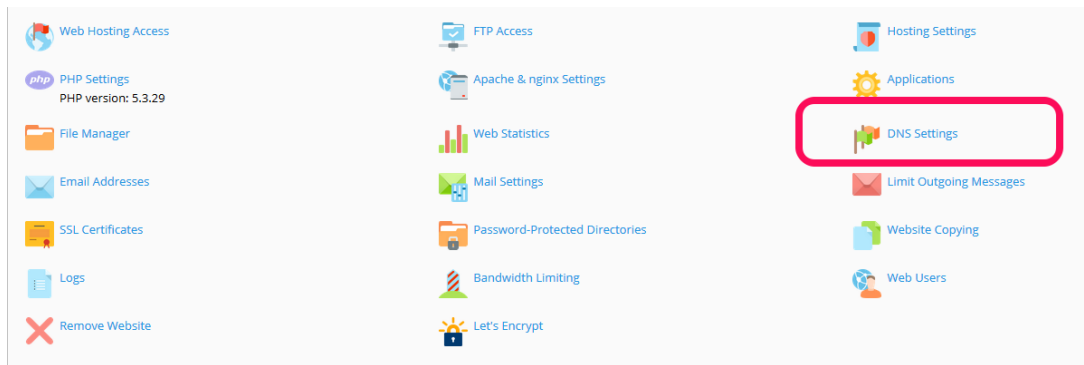 Web Hosting Access
FTP Access
Hosting Settings
php
PHP Settings
PHP version: 5.3.29
Apache & nginx Settings
Applications
File Manager
Web Statistics
DNS Settings
Email Addresses
Mail Settings
Limit Outgoing Messages
SSL Certificates
Password-Protected Directories
Website Copying
Logs
Bandwidth Limiting
Web Users
Remove Website
Let's Encrypt